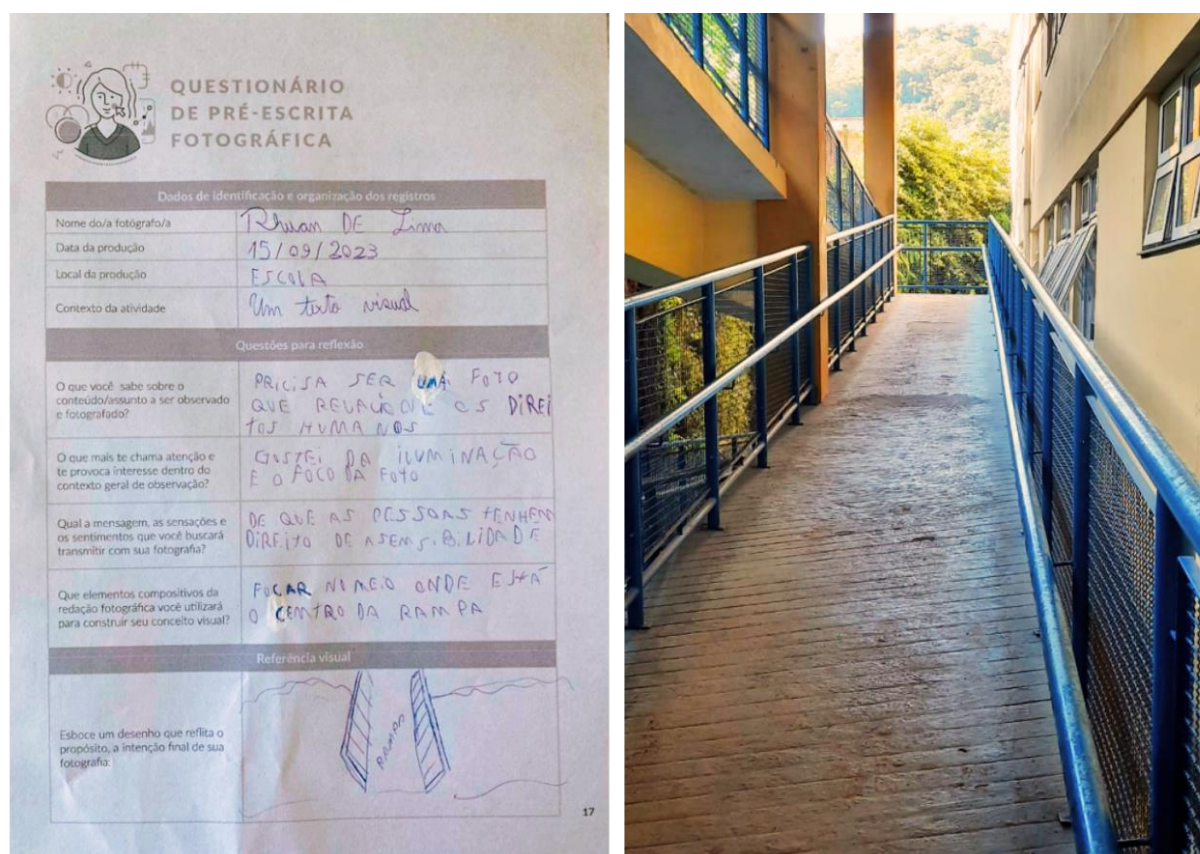 QUESTIONÁRIO
DE PRÉ-ESCRITA
FOTOGRÁFICA
Dados de identificação e organização dos registros
Nome do/a fotógrafo/a
Rhuan DE Lima
Data da produção
15/09/2023
Local da produção
ESCOLA
Contexto da atividade
Um texto visual
Questões para reflexão
O que você sabe sobre o
conteúdo/assunto a ser observado
e fotografado?
PRICISA SER UMA FOTO
QUE RELACIONE OS DIREI
TOS HUMANOS
O que mais te chama atenção e
te provoca interesse dentro do
contexto geral de observação?
GOSTEI DA ILUMINAÇÃO
E O FOCO DA FOTO
Qual a mensagem, as sensações e
os sentimentos que você buscará
transmitir com sua fotografia?
DE QUE AS PESSOAS TENHEM
DIREITO DE ASEMSIBILIDADE
Que elementos compositivos da
redação fotográfica você utilizará
para construir seu conceito visual?
FOCAR NO MEIO ONDE ESTÁ
O CENTRO DA RAMPA
Referência visual
Esboce um desenho que reflita o
propósito, a intenção final de sua
fotografia:
RAMPA
17